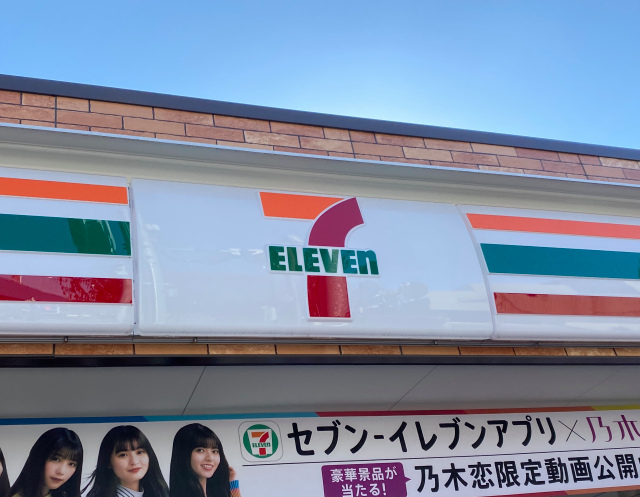 7
ELEVEN
7 ELEVEN
セブン-イレブンアプリ×乃木
豪華景品が
当たる!
乃木恋限定動画公開